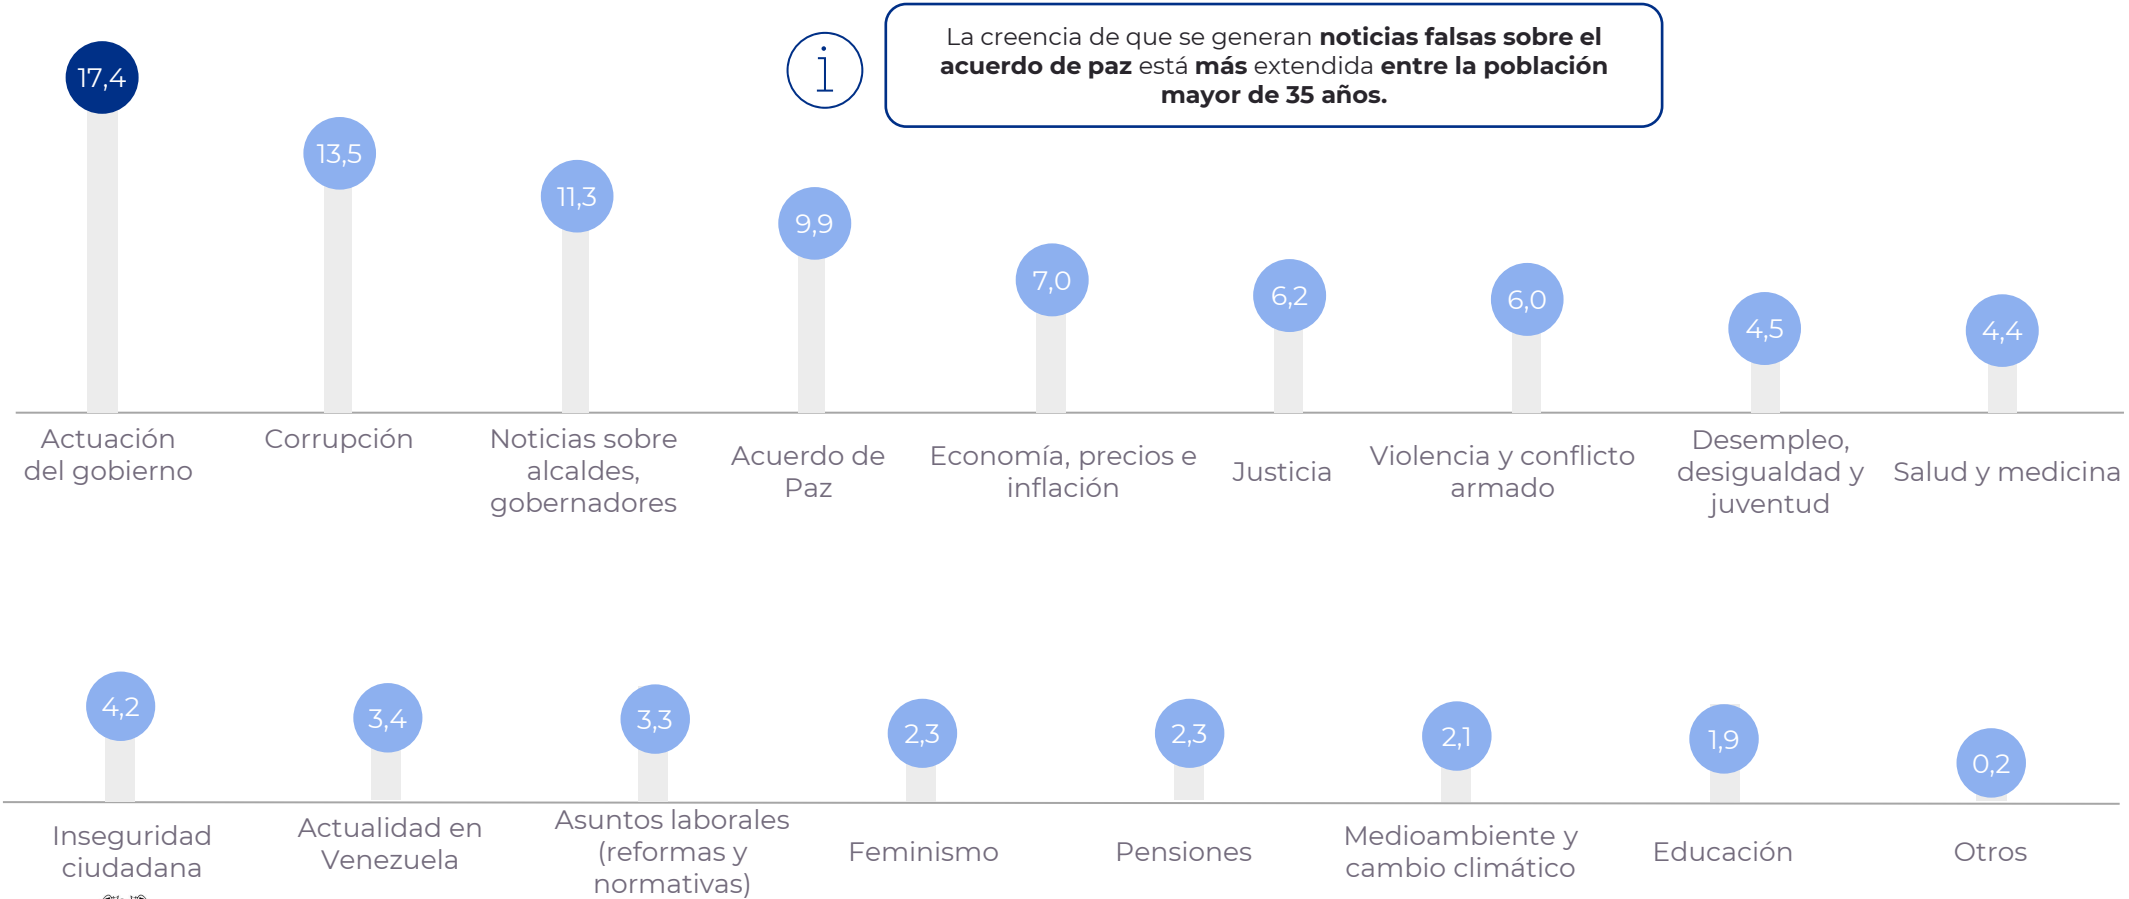 La creencia de que se generan noticias falsas sobre el
acuerdo de paz está más extendida entre la población
mayor de 35 años.
17,4
13,5
11,3
9,9
7,0
6,2
6,0
4,5
4,4
Actuación
del gobierno
Corrupción
Noticias sobre
alcaldes,
gobernadores
Acuerdo de
Paz
Economía, precios e
inflación
Justicia
Violencia y conflicto
armado
Desempleo,
desigualdad y
juventud
Salud y medicina
4,2
3,4
3,3
2,3
2,3
2,1
1,9
0,2
Inseguridad
ciudadana
Actualidad en
Venezuela
Asuntos laborales
(reformas y
normativas)
Feminismo
Pensiones
Medioambiente y
cambio climático
Educación
Otros